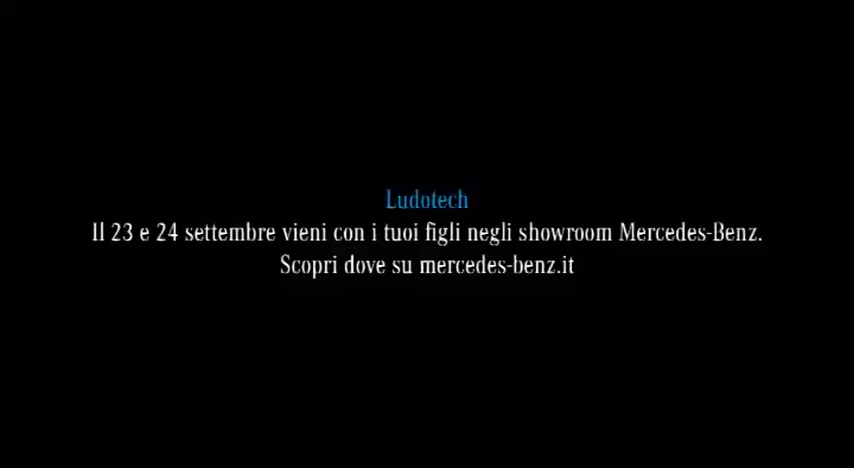 Ludotech
Il 23 e 24 settembre vieni con i tuoi figli negli showroom Mercedes-Benz.
Scopri dove su mercedes-benz.it